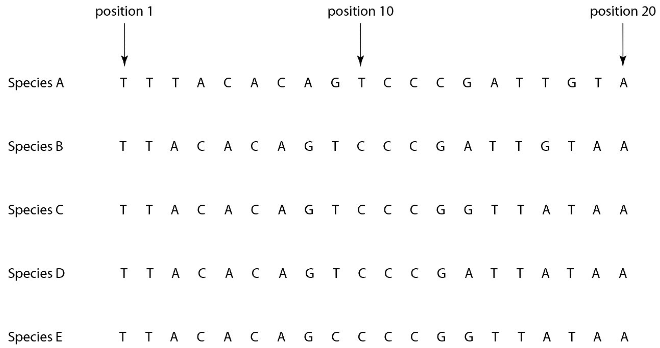 position 1 position 10 position 20
Species A T T T A C A C A G T C C C G A T T G T A
Species B T T A C A C A G T C C C G A T T G T A A
Species C T T A C A C A G T C C C G G T T A T A A
Species D T T A C A C A G T C C C G A T T A T A A
Species E T T A C A C A G C C C C G G T T A T A A